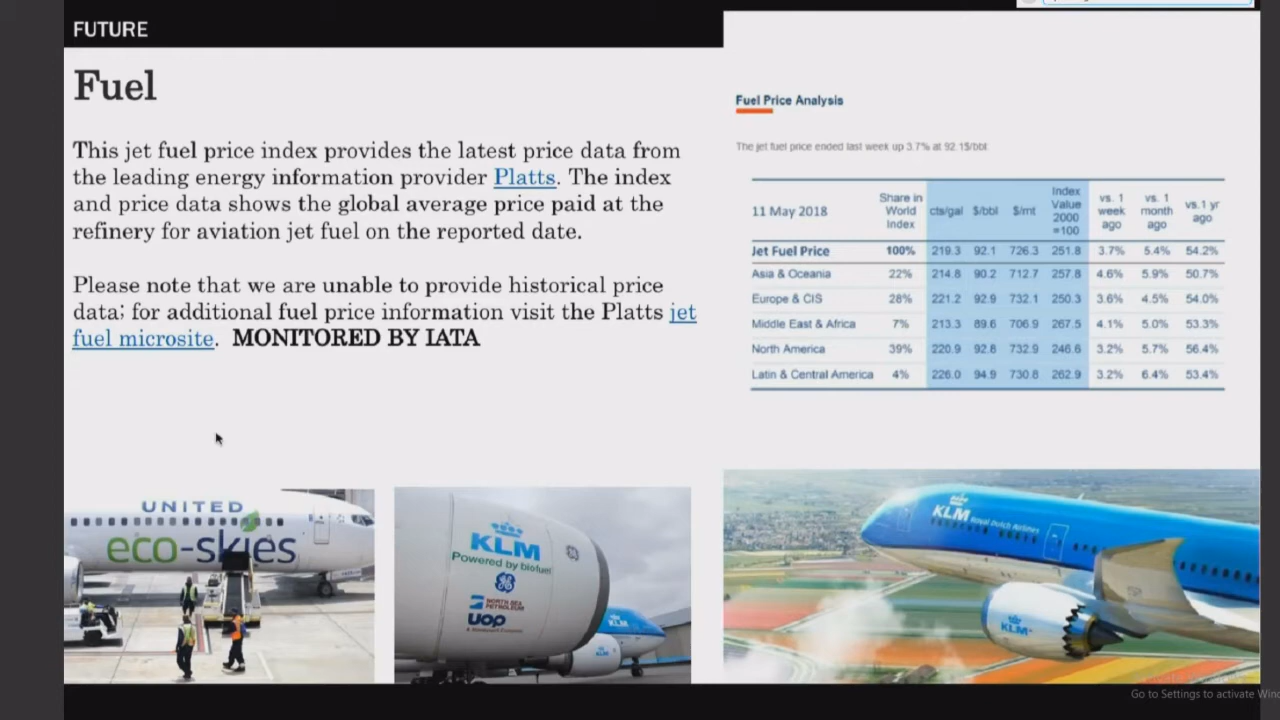 FUTURE
Fuel
This jet fuel price index provides the latest price data from
the leading energy information provider Platts. The index
and price data shows the global average price paid at the
refinery for aviation jet fuel on the reported date.
Please note that we are unable to provide historical price
data; for additional fuel price information visit the Platts jet
fuel microsite. MONITORED BY IATA
Fuel Price Analysis
The jet fuel price ended last week up 3.7% at 92.1$/bbl
11 May 2018 Share in World Index cts/gal $/bbl $/mt Index Value 2000 =100 vs. 1 week ago vs. 1 month ago vs.1 yr ago
Jet Fuel Price 100% 219.3 92.1 726.3 251.8 3.7% 5.4% 54.2%
Asia & Oceania 22% 214.8 90.2 712.7 257.8 4.6% 5.9% 50.7%
Europe & CIS 28% 221.2 92.9 732.1 250.3 3.6% 4.5% 54.0%
Middle East & Africa 7% 213.3 89.6 706.9 267.5 4.1% 5.0% 53.3%
North America 39% 220.9 92.8 732.9 246.6 3.2% 5.7% 56.4%
Latin & Central America 4% 226.0 94.9 730.8 262.9 3.2% 6.4% 53.4%
UNITED
eco-skies
KLM
Powered by biofuel
NORTH SEA
PETROLEUM
UOP
KLM
KLM Royal Dutch Airlines
KLM
Go to Settings to activate Win